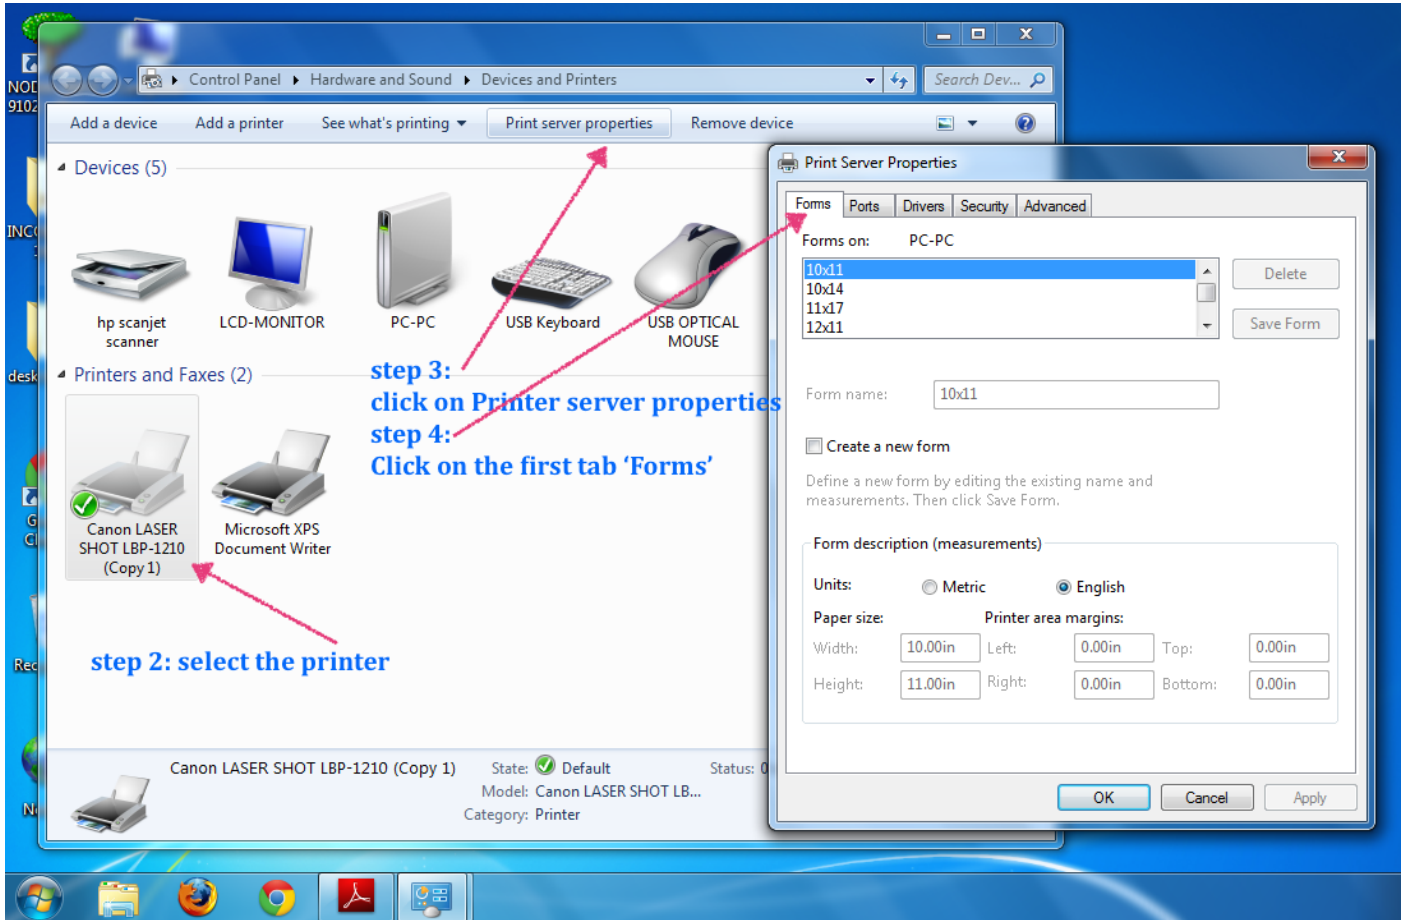 NOD
9102
INCO
desk
G
Rec
N
Control Panel
Hardware and Sound
Devices and Printers
Search Dev...
Add a device
Add a printer
See what's printing
Print server properties
Remove device
Devices (5)
hp scanjet
scanner
LCD-MONITOR
PC-PC
USB Keyboard
USB OPTICAL
MOUSE
Printers and Faxes (2)
step 3:
click on Printer server properties
step 4:
Click on the first tab ‘Forms’
Canon LASER
SHOT LBP-1210
(Copy 1)
Microsoft XPS
Document Writer
step 2: select the printer
Canon LASER SHOT LBP-1210 (Copy 1)
State: Default
Status: 0
Model: Canon LASER SHOT LB...
Category: Printer
Print Server Properties
Forms
Ports
Drivers
Security
Advanced
Forms on: PC-PC
10x11
10x14
11x17
12x11
Delete
Save Form
Form name: 10x11
Create a new form
Define a new form by editing the existing name and
measurements. Then click Save Form.
Form description (measurements)
Units: Metric English
Paper size: Printer area margins:
Width: 10.00in Left: 0.00in Top: 0.00in
Height: 11.00in Right: 0.00in Bottom: 0.00in
OK
Cancel
Apply